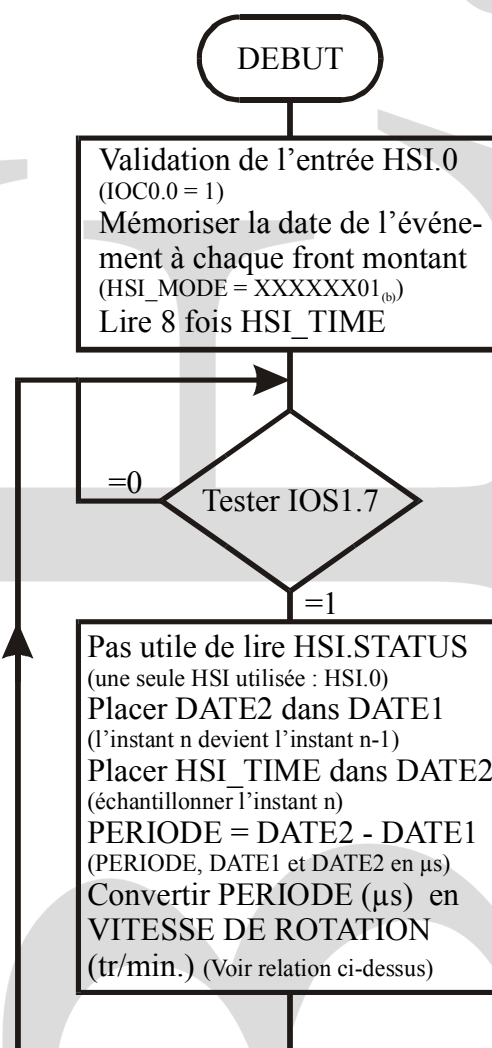 DEBUT
Validation de l’entrée HSI.0
(IOC0.0 = 1)
Mémoriser la date de l’événe-
ment à chaque front montant
(HSI_MODE = XXXXXX01(b))
Lire 8 fois HSI_TIME
=0
Tester IOS1.7
=1
Pas utile de lire HSI.STATUS
(une seule HSI utilisée : HSI.0)
Placer DATE2 dans DATE1
(l’instant n devient l’instant n-1)
Placer HSI_TIME dans DATE2
(échantillonner l’instant n)
PERIODE = DATE2 - DATE1
(PERIODE, DATE1 et DATE2 en µs)
Convertir PERIODE (µs) en
VITESSE DE ROTATION
(tr/min.) (Voir relation ci-dessus)